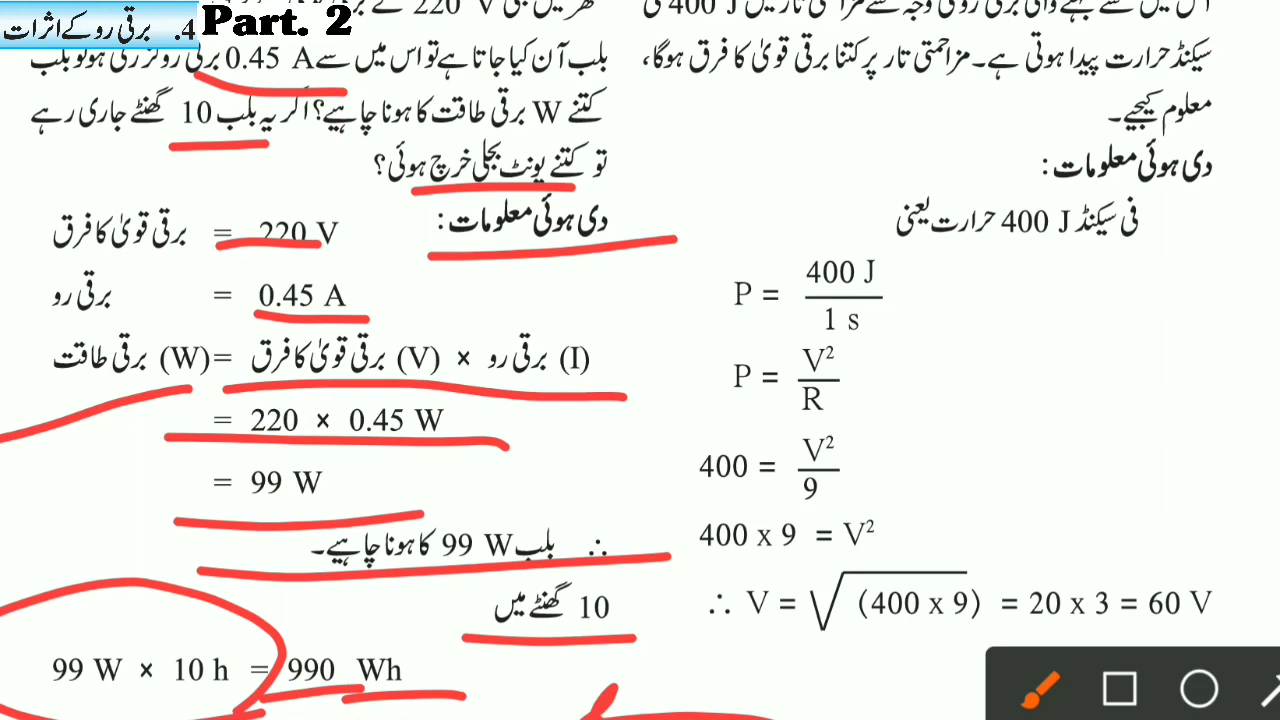 4. برقی رو کے اثرات
Part. 2
سیکنڈ حرارت پیدا ہوتی ہے۔ مزاحمتی تار پر کتنا برقی قویٰ کا فرق ہوگا،
معلوم کیجیے۔
دی ہوئی معلومات :
فی سیکنڈ 400 J حرارت یعنی
P = 400 J / 1 s
P = V² / R
400 = V² / 9
400 x 9 = V²
∴ V = √(400 x 9) = 20 x 3 = 60 V
بلب آن کیا جاتا ہے تو اس میں سے 0.45 A برقی رو گزر رہی ہو تو بلب
کتنے W برقی طاقت کا ہونا چاہیے؟ اگر یہ بلب 10 گھنٹے جاری رہے
تو کتنے یونٹ بجلی خرچ ہوئی؟
دی ہوئی معلومات :
برقی قویٰ کا فرق = 220 V
برقی رو = 0.45 A
برقی طاقت (W) = برقی قویٰ کا فرق (V) × برقی رو (I)
= 220 × 0.45 W
= 99 W
∴ بلب 99 W کا ہونا چاہیے۔
10 گھنٹے میں
99 W × 10 h = 990 Wh